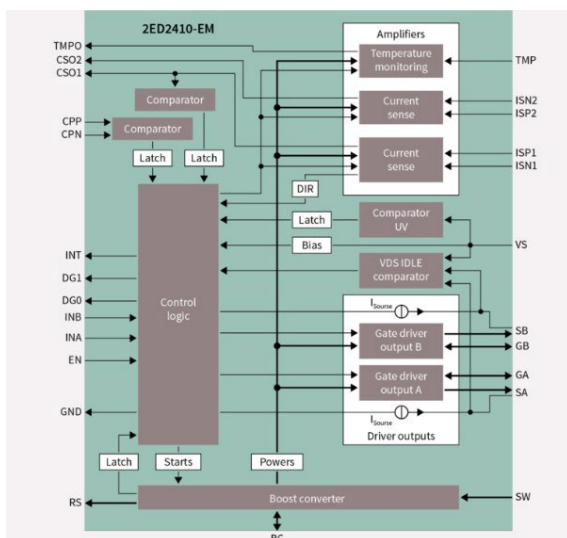 2ED2410-EM
Amplifiers
TMPO
CSO2
CSO1
Temperature
monitoring
TMP
Comparator
Current
sense
ISN2
ISP2
CPP
CPN
Comparator
Current
sense
ISP1
ISN1
Latch
Latch
DIR
Latch
Comparator
UV
Bias
VS
INT
DG1
DG0
INB
INA
EN
GND
Control
logic
VDS IDLE
comparator
ISourse
SB
GB
Gate driver
output B
Gate driver
output A
GA
SA
ISourse
Driver outputs
Latch
Starts
Powers
RS
Boost converter
SW